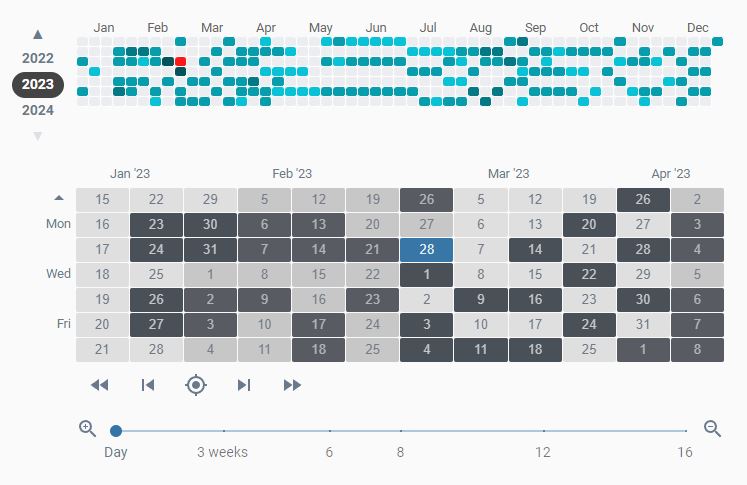 Jan Feb Mar Apr May Jun Jul Aug Sep Oct Nov Dec
2022
2023
2024
Jan '23 Feb '23 Mar '23 Apr '23
15 22 29 5 12 19 26 5 12 19 26 2
Mon 16 23 30 6 13 20 27 6 13 20 27 3
17 24 31 7 14 21 28 7 14 21 28 4
Wed 18 25 1 8 15 22 1 8 15 22 29 5
19 26 2 9 16 23 2 9 16 23 30 6
Fri 20 27 3 10 17 24 3 10 17 24 31 7
21 28 4 11 18 25 4 11 18 25 1 8
Day 3 weeks 6 8 12 16